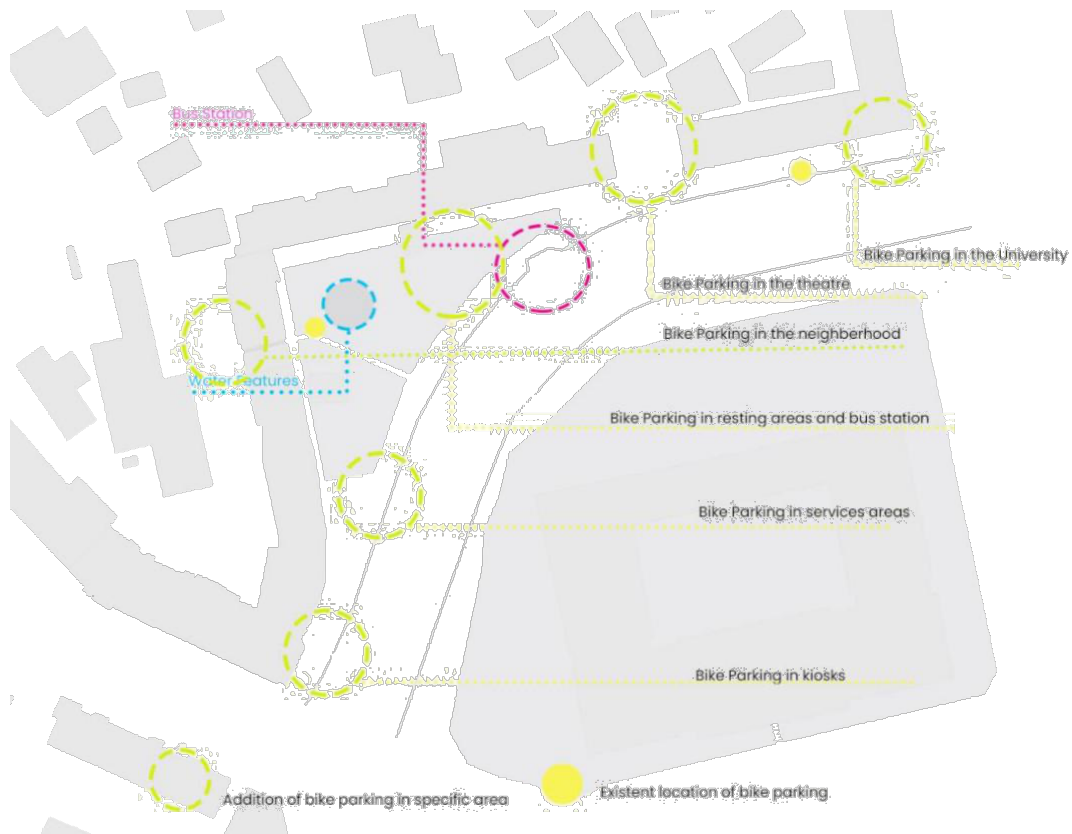 Bus Station
Bike Parking in the University
Bike Parking in the theatre
Bike Parking in the neighberhood
Water Features
Bike Parking in resting areas and bus station
Bike Parking in services areas
Bike Parking in kiosks
Addition of bike parking in specific area
Existent location of bike parking.